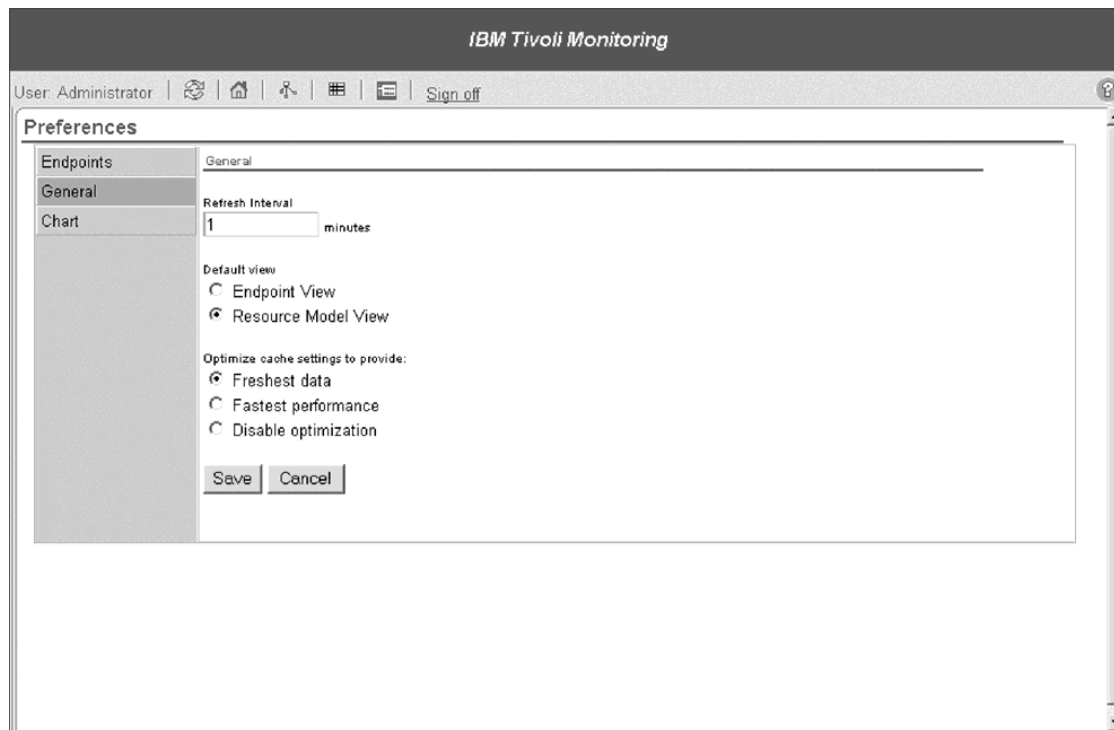 IBM Tivoli Monitoring
User: Administrator
Sign off
?
Preferences
Endpoints
General
Chart
General
Refresh Interval
1 minutes
Default view
Endpoint View
Resource Model View
Optimize cache settings to provide:
Freshest data
Fastest performance
Disable optimization
Save Cancel